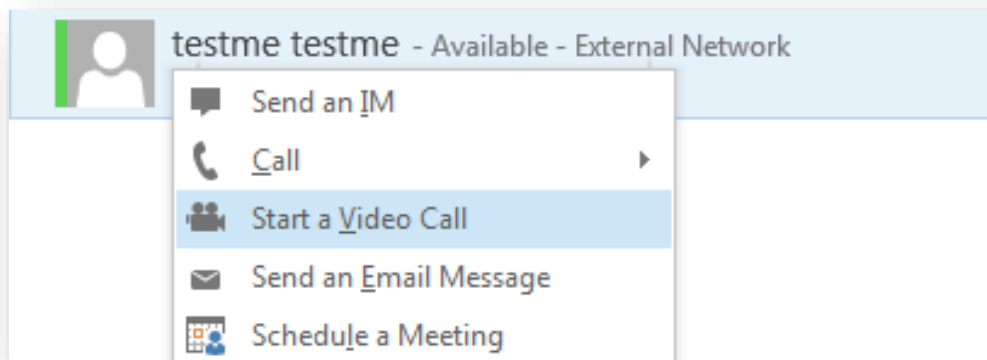 testme testme - Available - External Network
Send an IM
Call
Start a Video Call
Send an Email Message
Schedule a Meeting